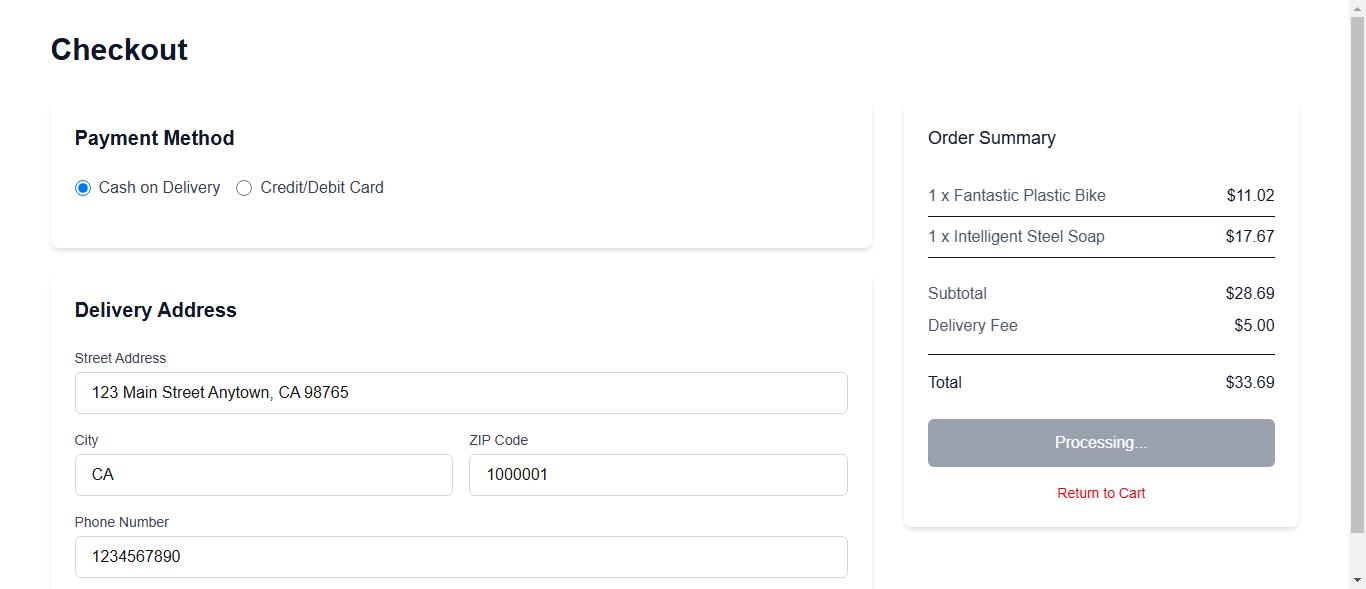 Checkout
Payment Method
Cash on Delivery Credit/Debit Card
Delivery Address
Street Address
123 Main Street Anytown, CA 98765
City ZIP Code
CA 1000001
Phone Number
1234567890
Order Summary
1 x Fantastic Plastic Bike $11.02
1 x Intelligent Steel Soap $17.67
Subtotal $28.69
Delivery Fee $5.00
Total $33.69
Processing...
Return to Cart